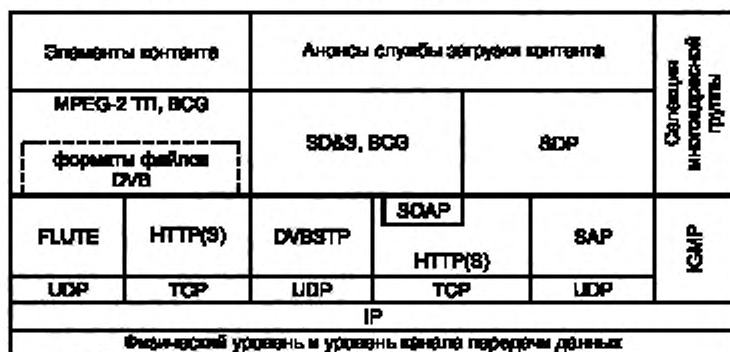 Элементы контента
Анонсы службы загрузки контента
Селекция
многоадресной
группы
MPEG-2 ТП, BCG
форматы файлов
DVB
SD&S, BCG
SDP
FLUTE
HTTP(S)
DVBSTP
SOAP
HTTP(S)
SAP
IGMP
UDP
TCP
UDP
TCP
UDP
IP
Физический уровень и уровень канала передачи данных